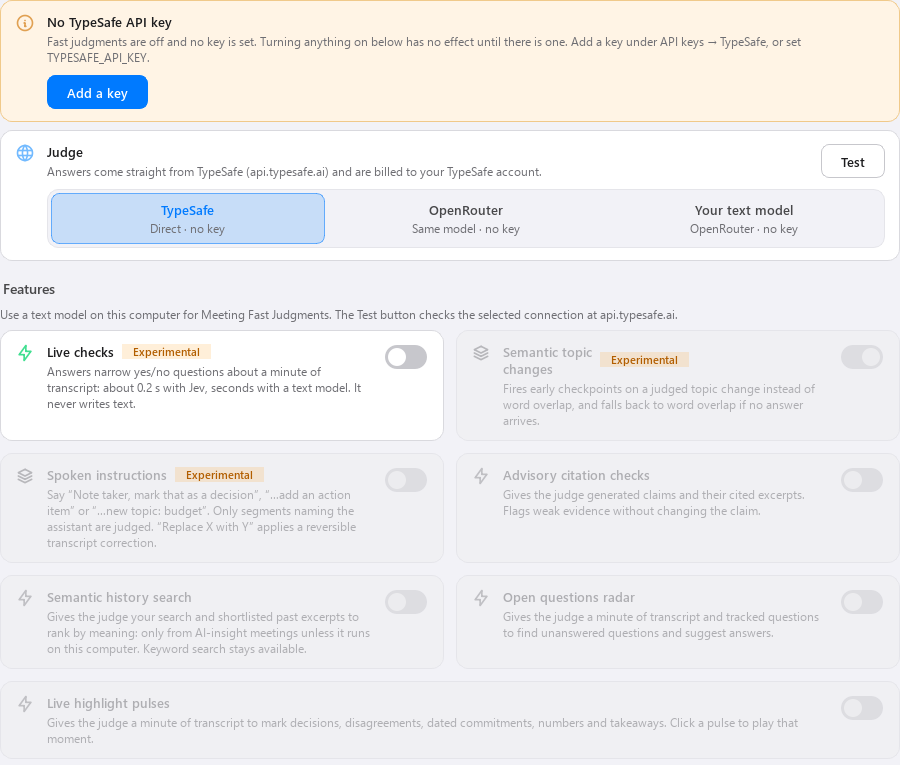 No TypeSafe API key
Fast judgments are off and no key is set. Turning anything on below has no effect until there is one. Add a key under API keys → TypeSafe, or set
TYPESAFE_API_KEY.
Add a key
Judge
Answers come straight from TypeSafe (api.typesafe.ai) and are billed to your TypeSafe account.
Test
TypeSafe
Direct · no key
OpenRouter
Same model · no key
Your text model
OpenRouter · no key
Features
Use a text model on this computer for Meeting Fast Judgments. The Test button checks the selected connection at api.typesafe.ai.
Live checks
Experimental
Answers narrow yes/no questions about a minute of
transcript: about 0.2 s with Jev, seconds with a text model. It
never writes text.
Semantic topic
changes
Experimental
Fires early checkpoints on a judged topic change instead of
word overlap, and falls back to word overlap if no answer
arrives.
Spoken instructions
Experimental
Say “Note taker, mark that as a decision”, “...add an action
item” or “...new topic: budget”. Only segments naming the
assistant are judged. “Replace X with Y” applies a reversible
transcript correction.
Advisory citation checks
Gives the judge generated claims and their cited excerpts.
Flags weak evidence without changing the claim.
Semantic history search
Gives the judge your search and shortlisted past excerpts to
rank by meaning: only from AI-insight meetings unless it runs
on this computer. Keyword search stays available.
Open questions radar
Gives the judge a minute of transcript and tracked questions
to find unanswered questions and suggest answers.
Live highlight pulses
Gives the judge a minute of transcript to mark decisions, disagreements, dated commitments, numbers and takeaways. Click a pulse to play that
moment.